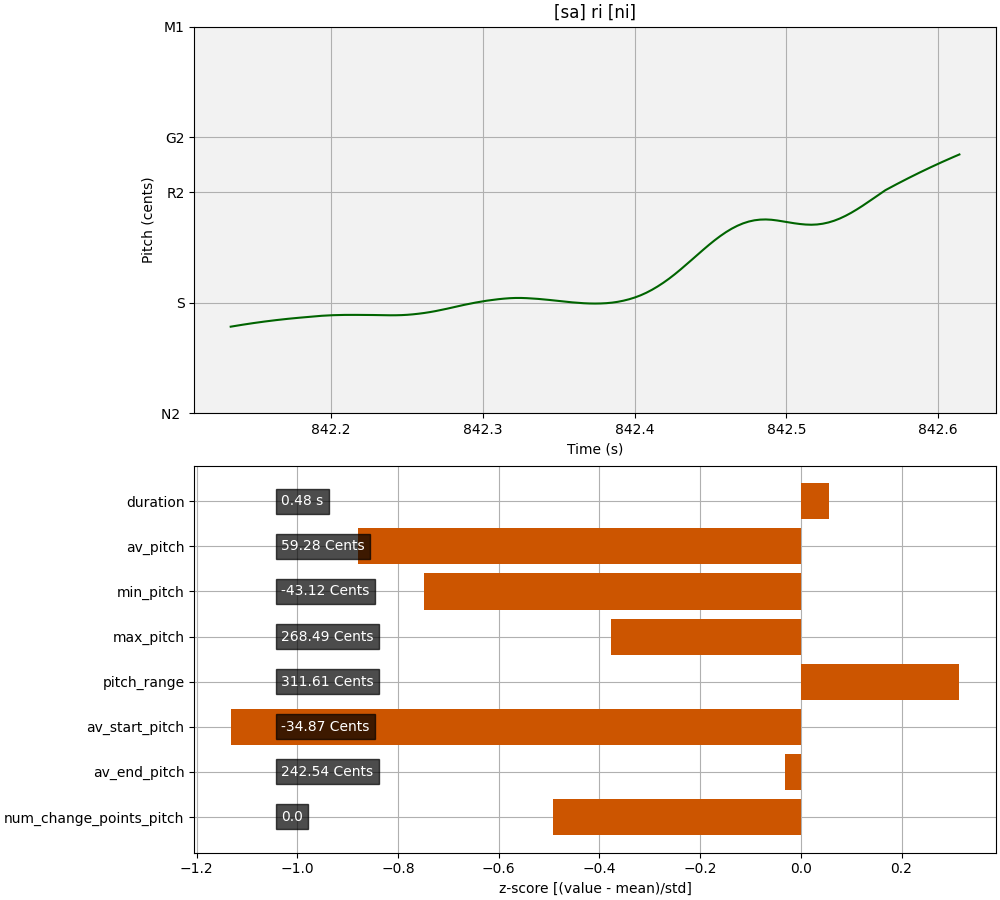 [sa] ri [ni]
M1
G2
R2
S
N2
Pitch (cents)
842.2 842.3 842.4 842.5 842.6
Time (s)
duration 0.48 s
av_pitch 59.28 Cents
min_pitch -43.12 Cents
max_pitch 268.49 Cents
pitch_range 311.61 Cents
av_start_pitch -34.87 Cents
av_end_pitch 242.54 Cents
num_change_points_pitch 0.0
−1.2 −1.0 −0.8 −0.6 −0.4 −0.2 0.0 0.2
z-score [(value - mean)/std]